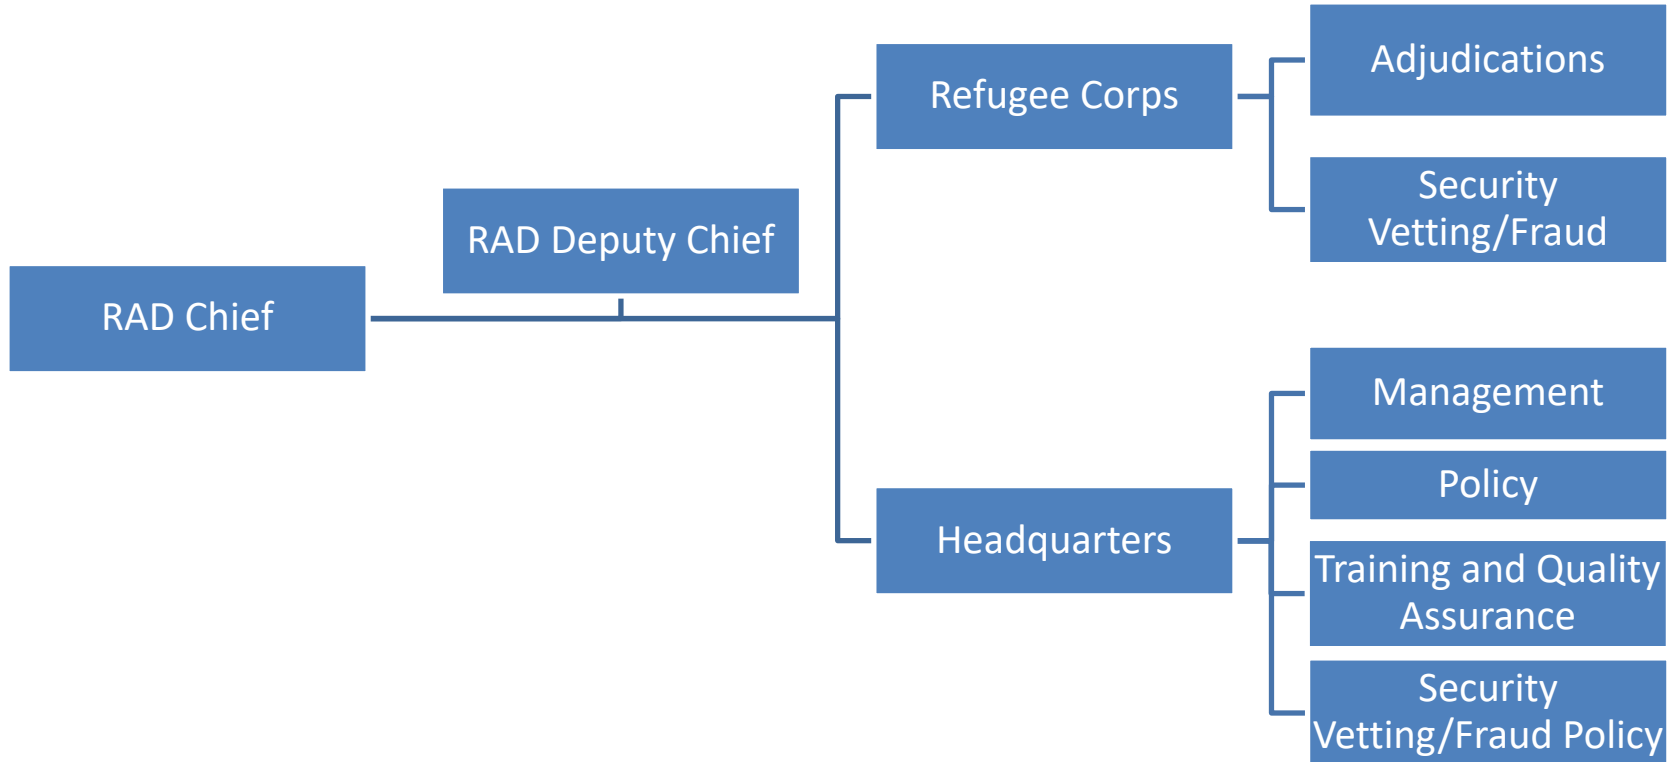 RAD Chief
RAD Deputy Chief
Refugee Corps
Adjudications
Security
Vetting/Fraud
Headquarters
Management
Policy
Training and Quality
Assurance
Security
Vetting/Fraud Policy